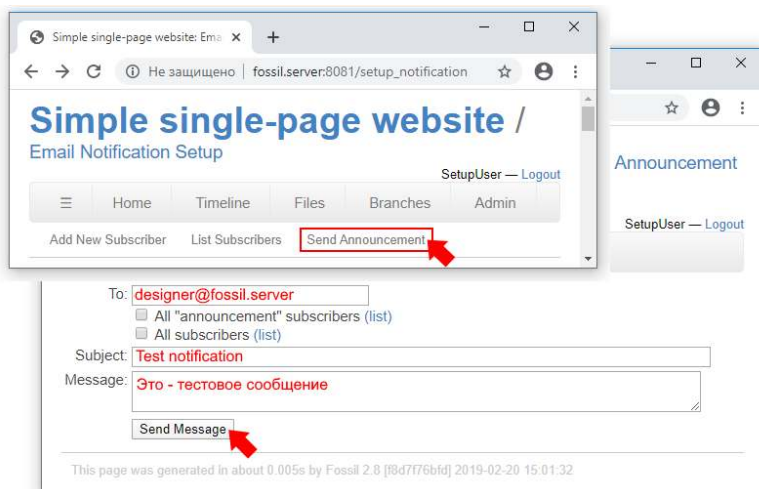 Simple single-page website: Ema
Не защищено | fossil.server:8081/setup_notification
Simple single-page website /
Email Notification Setup
SetupUser — Logout
☰ Home Timeline Files Branches Admin
Add New Subscriber List Subscribers Send Announcement
Announcement
SetupUser — Logout
To: designer@fossil.server
All "announcement" subscribers (list)
All subscribers (list)
Subject: Test notification
Message: Это - тестовое сообщение
Send Message
This page was generated in about 0.005s by Fossil 2.8 [f8d7f76bfd] 2019-02-20 15:01:32